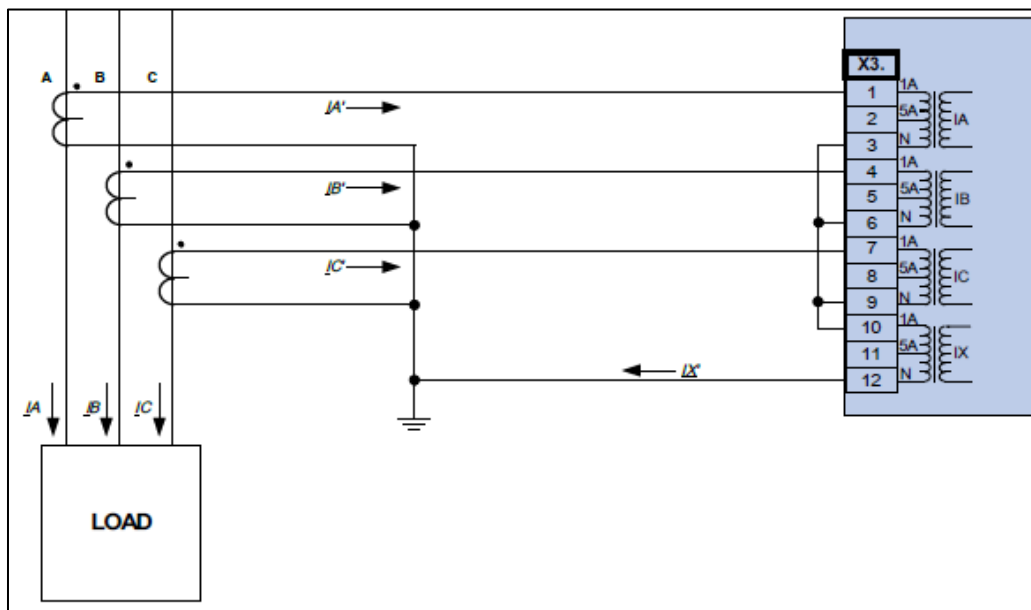 A B C
X3.
1 1A
IA'
2 5A IA
3 N
4 1A
IB'
5 5A IB
6 N
7 1A
IC'
8 5A IC
9 N
10 1A
11 5A IX
IX'
12 N
IA IB IC
LOAD